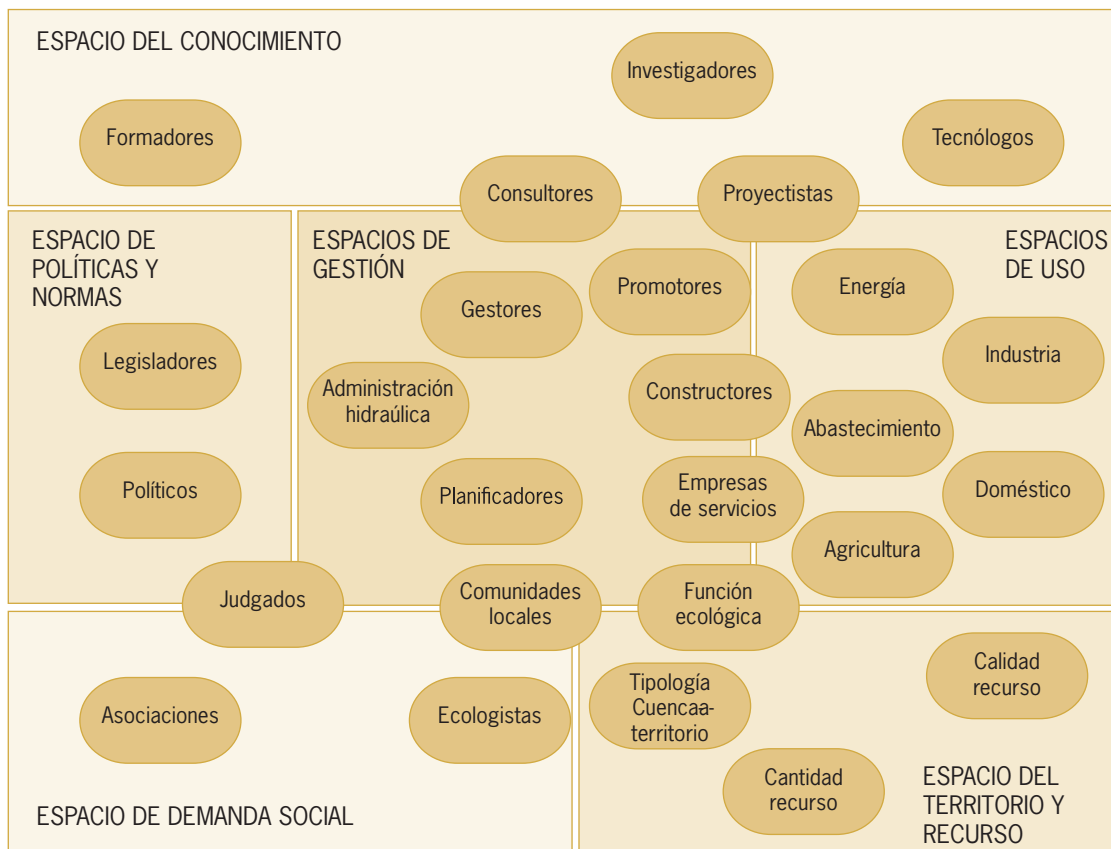 ESPACIO DEL CONOCIMIENTO
Investigadores
Formadores
Tecnólogos
Consultores
Proyectistas
ESPACIO DE
POLÍTICAS Y
NORMAS
Legisladores
Políticos
Judgados
ESPACIOS DE
GESTIÓN
Promotores
Gestores
Administración
hidraúlica
Constructores
Planificadores
Empresas
de servicios
Comunidades
locales
Función
ecológica
ESPACIOS
DE USO
Energía
Industria
Abastecimiento
Doméstico
Agricultura
Asociaciones
Ecologistas
ESPACIO DE DEMANDA SOCIAL
Tipología
Cuencaa-
territorio
Calidad
recurso
Cantidad
recurso
ESPACIO DEL
TERRITORIO Y
RECURSO